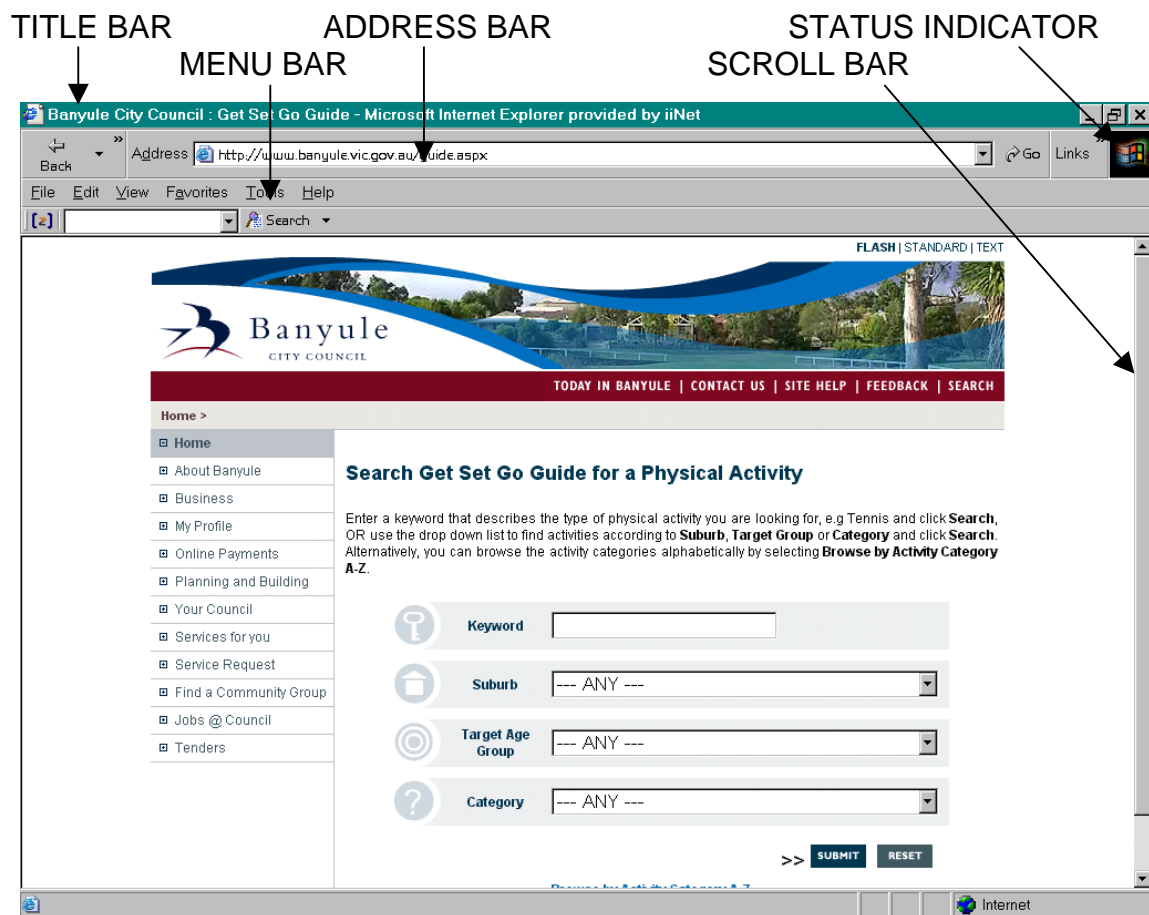 TITLE BAR ADDRESS BAR STATUS INDICATOR
MENU BAR SCROLL BAR
Banyule City Council : Get Set Go Guide - Microsoft Internet Explorer provided by iiNet
Back » Address http://www.banyule.vic.gov.au/guide.aspx Go Links »
File Edit View Favorites Tools Help
[z] Search
FLASH | STANDARD | TEXT
Banyule
CITY COUNCIL
TODAY IN BANYULE | CONTACT US | SITE HELP | FEEDBACK | SEARCH
Home >
Home
About Banyule
Business
My Profile
Online Payments
Planning and Building
Your Council
Services for you
Service Request
Find a Community Group
Jobs @ Council
Tenders
Search Get Set Go Guide for a Physical Activity
Enter a keyword that describes the type of physical activity you are looking for, e.g Tennis and click Search,
OR use the drop down list to find activities according to Suburb, Target Group or Category and click Search.
Alternatively, you can browse the activity categories alphabetically by selecting Browse by Activity Category
A-Z.
Keyword
Suburb --- ANY ---
Target Age
Group --- ANY ---
Category --- ANY ---
>> SUBMIT RESET
Browse by Activity Category A-Z
Internet